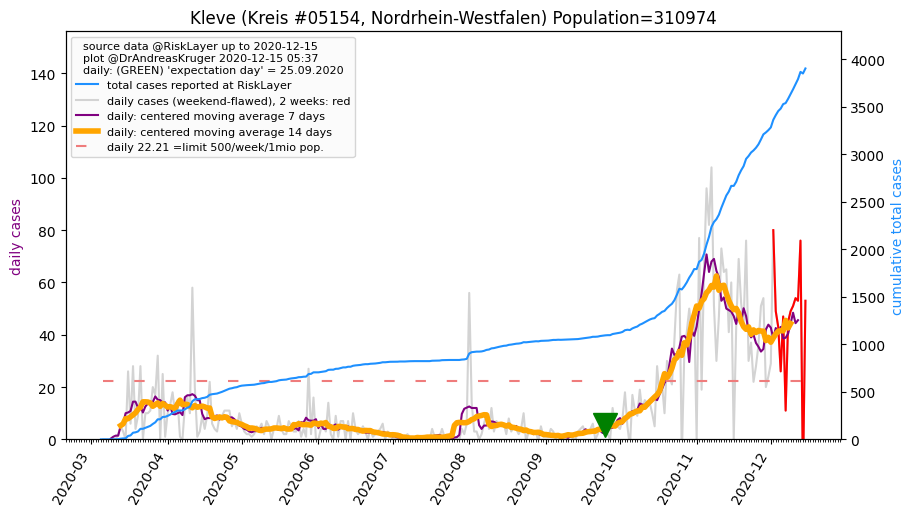 Kleve (Kreis #05154, Nordrhein-Westfalen) Population=310974
source data @RiskLayer up to 2020-12-15
plot @DrAndreasKruger 2020-12-15 05:37
daily: (GREEN) 'expectation day' = 25.09.2020
total cases reported at RiskLayer
daily cases (weekend-flawed), 2 weeks: red
daily: centered moving average 7 days
daily: centered moving average 14 days
daily 22.21 =limit 500/week/1mio pop.
daily cases
140
120
100
80
60
40
20
0
cumulative total cases
4000
3500
3000
2500
2000
1500
1000
500
0
2020-03
2020-04
2020-05
2020-06
2020-07
2020-08
2020-09
2020-10
2020-11
2020-12